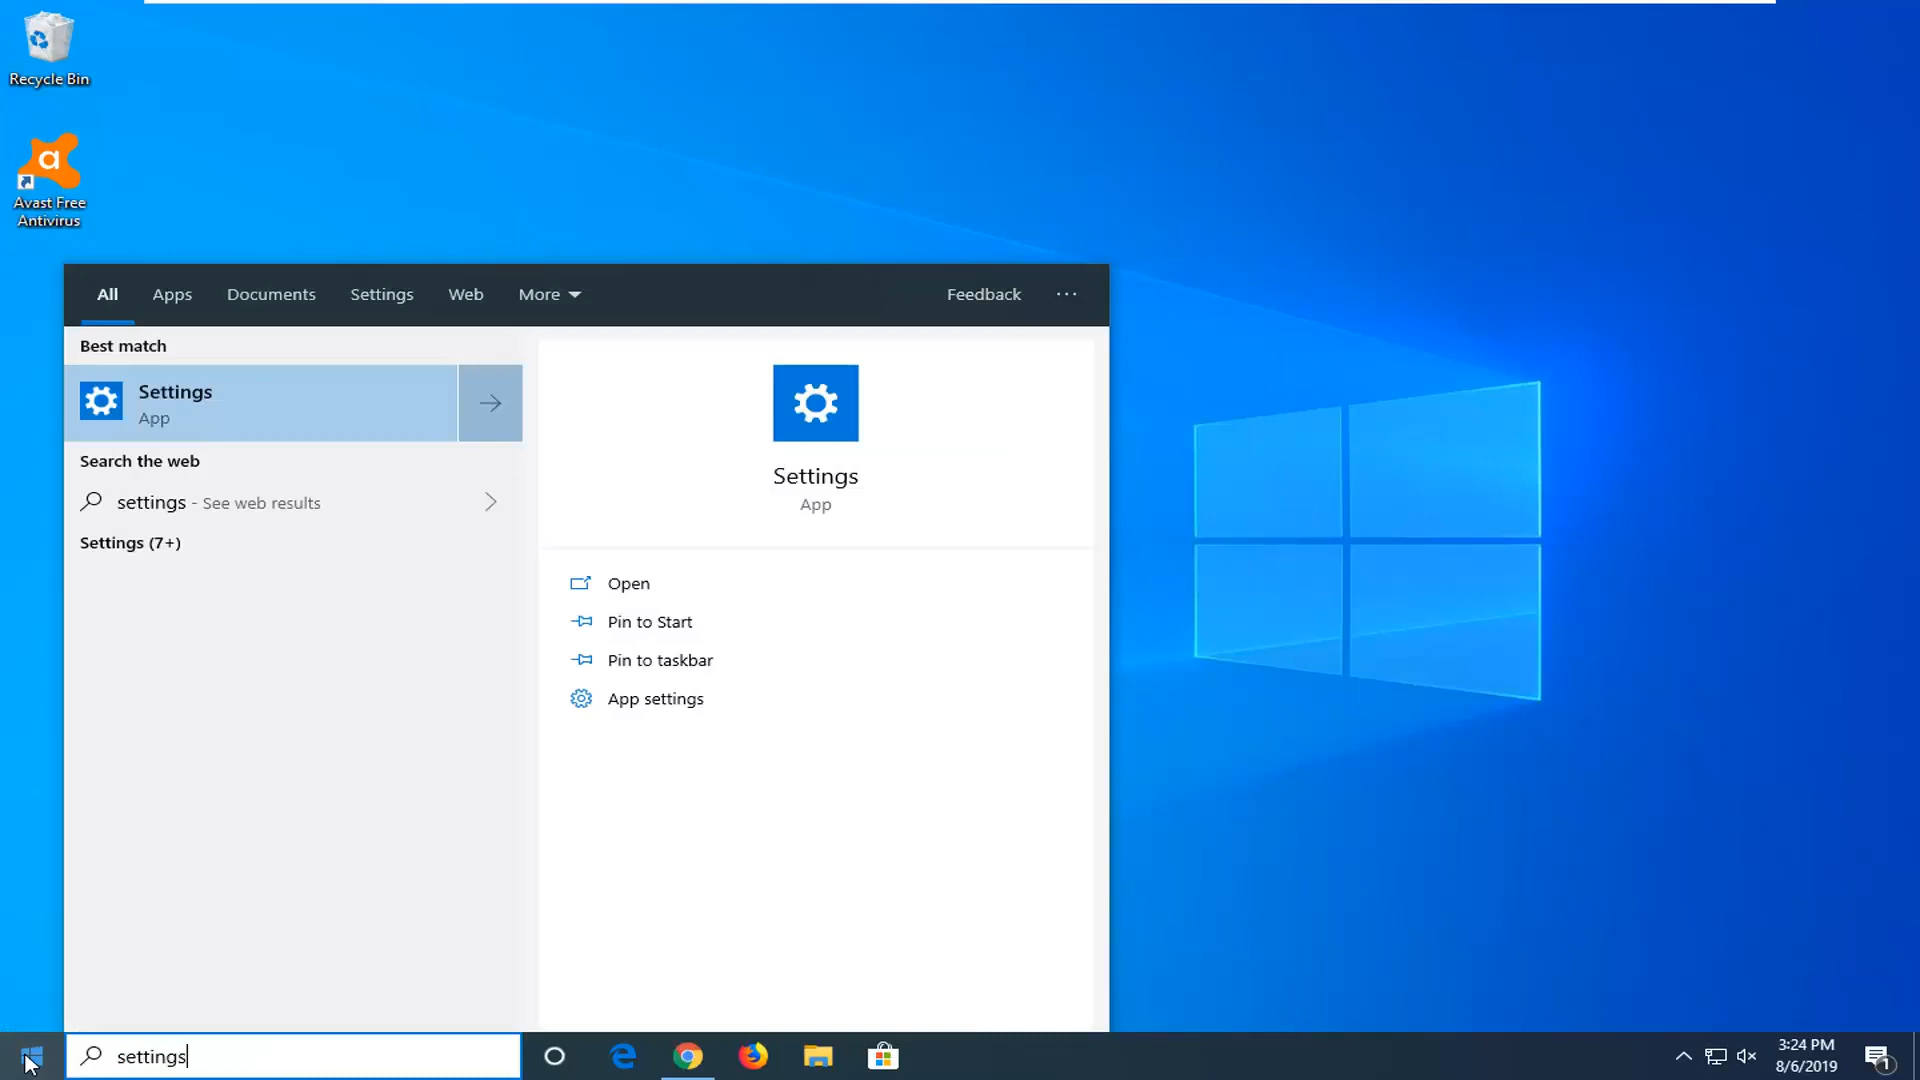 Recycle Bin
Avast Free
Antivirus
All Apps Documents Settings Web More Feedback ...
Best match
Settings
App
Search the web
settings - See web results
Settings (7+)
Settings
App
Open
Pin to Start
Pin to taskbar
App settings
settings
3:24 PM
8/6/2019
1